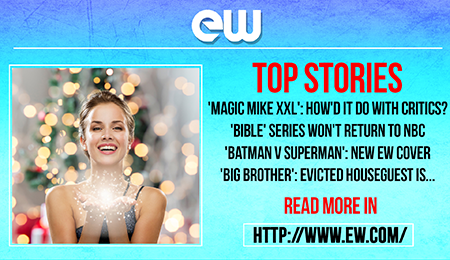 ew
TOP STORIES
'MAGIC MIKE XXL': HOW'D IT DO WITH CRITICS?
'BIBLE' SERIES WON'T RETURN TO NBC
'BATMAN V SUPERMAN': NEW EW COVER
'BIG BROTHER': EVICTED HOUSEGUEST IS...
READ MORE IN
HTTP://WWW.EW.COM/